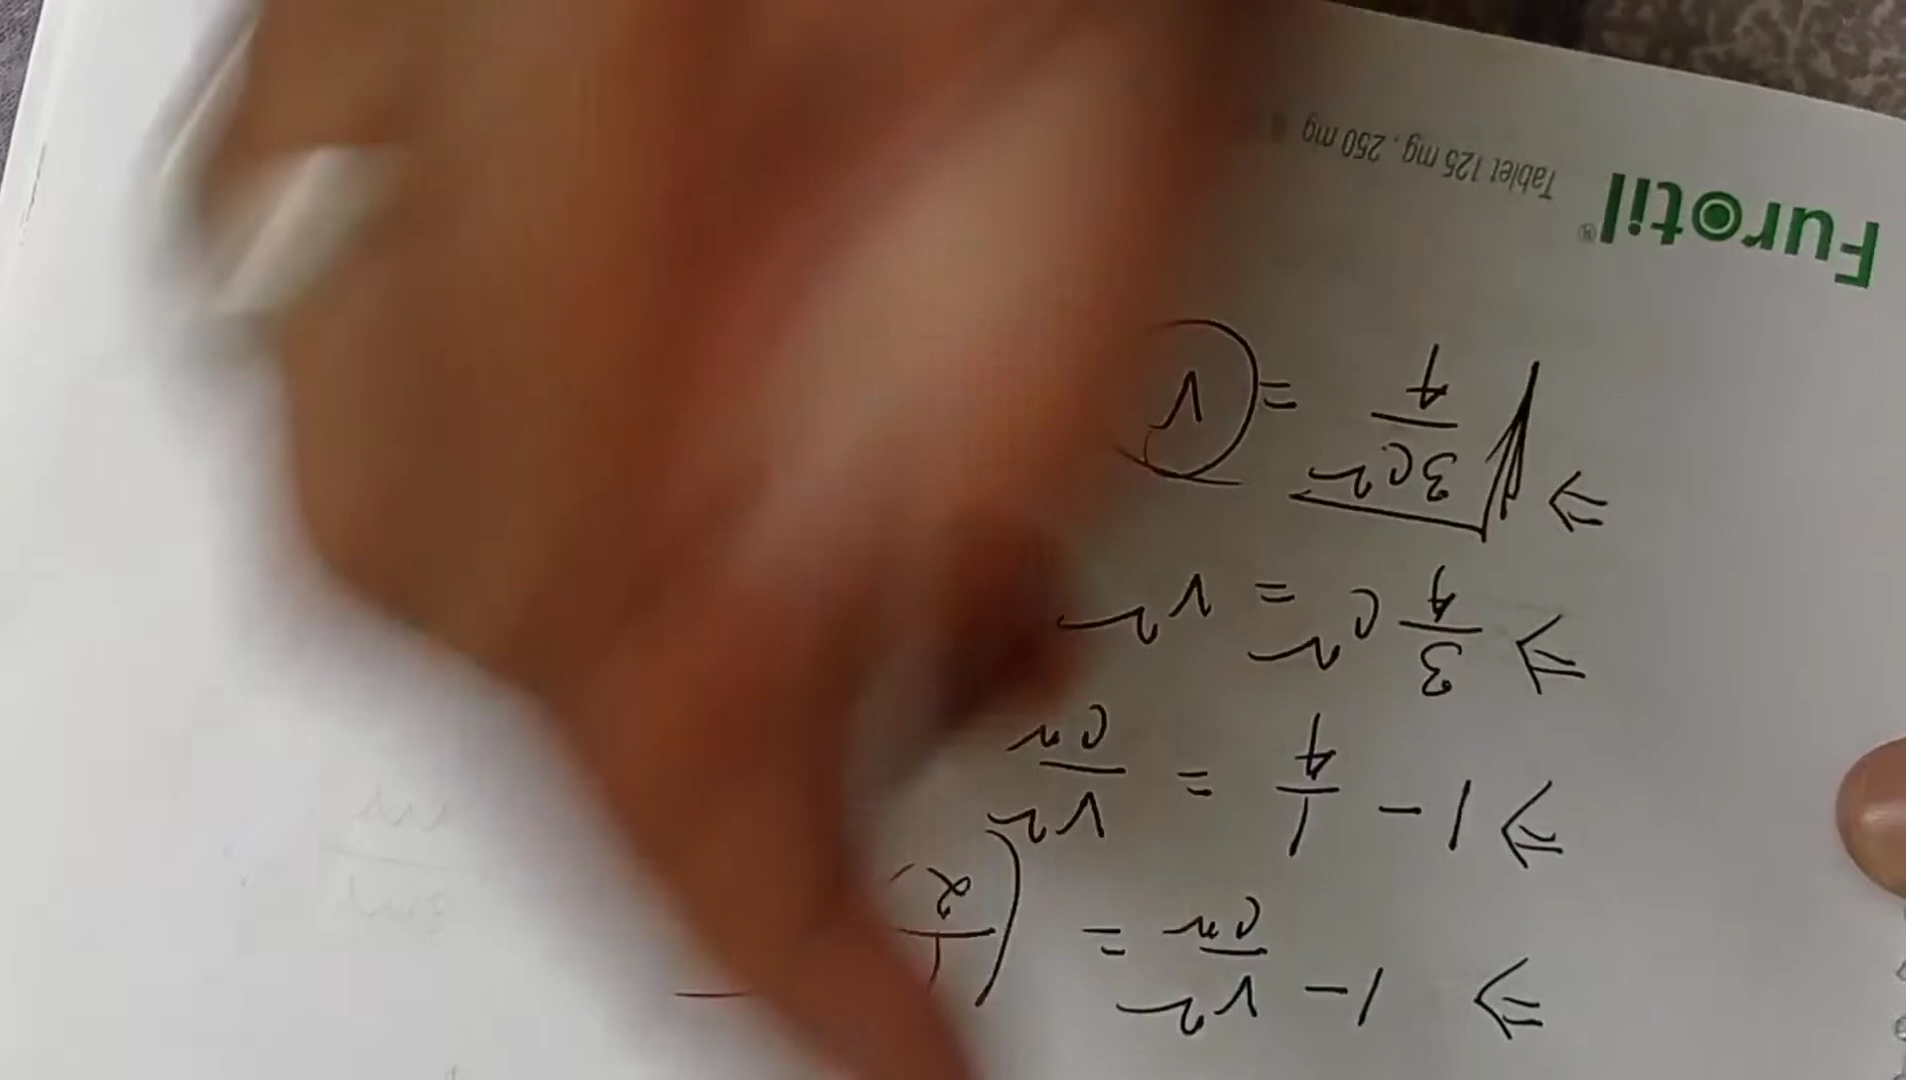 ⇒ 1 - v²/c² = (1/2)
⇒ 1 - 1/4 = v²/c²
⇒ 3/4 c² = v²
⇒ √(3c²/4) = v
Furotil®
Tablet 125 mg, 250 mg